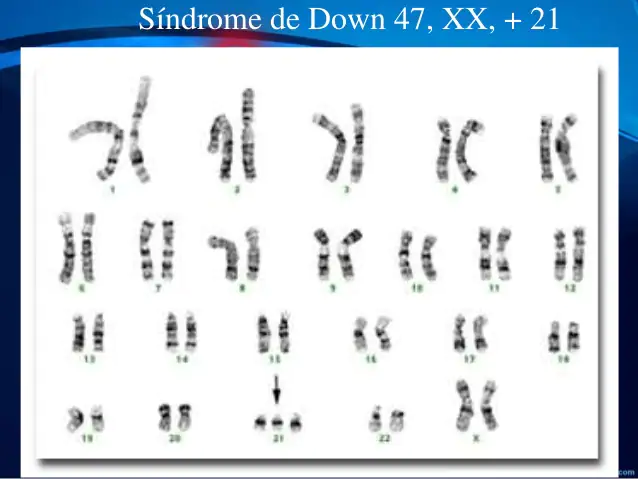 Síndrome de Down 47, XX, + 21
1 2 3 4 5
6 7 8 9 10 11 12
13 14 15 16 17 18
19 20 21 22 X
.com